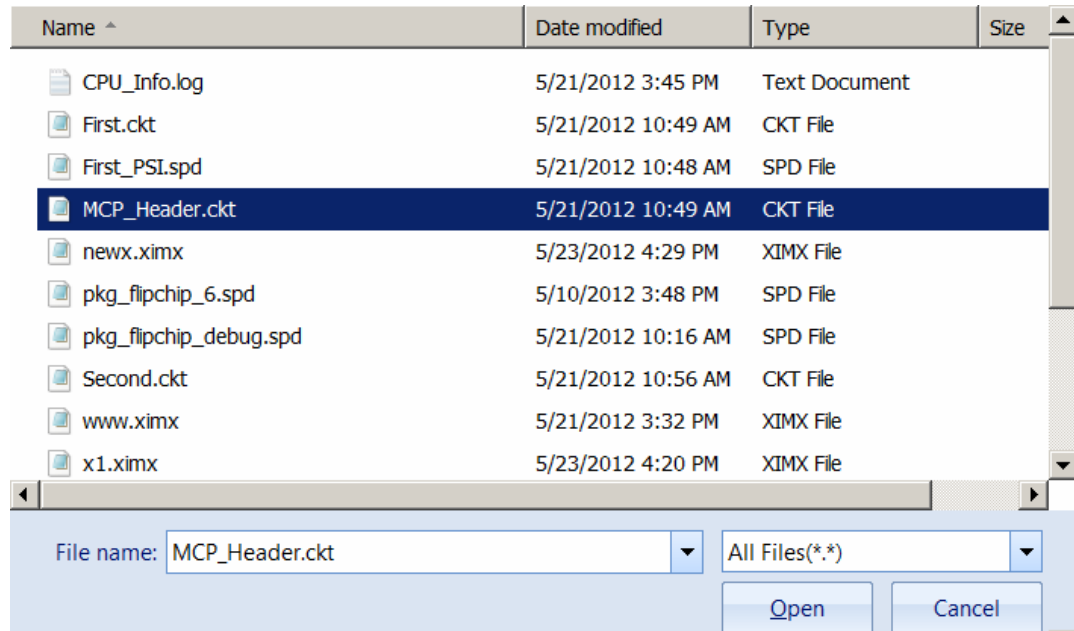 Name Date modified Type Size
CPU_Info.log 5/21/2012 3:45 PM Text Document
First.ckt 5/21/2012 10:49 AM CKT File
First_PSI.spd 5/21/2012 10:48 AM SPD File
MCP_Header.ckt 5/21/2012 10:49 AM CKT File
newx.ximx 5/23/2012 4:29 PM XIMX File
pkg_flipchip_6.spd 5/10/2012 3:48 PM SPD File
pkg_flipchip_debug.spd 5/21/2012 10:16 AM SPD File
Second.ckt 5/21/2012 10:56 AM CKT File
www.ximx 5/21/2012 3:32 PM XIMX File
x1.ximx 5/23/2012 4:20 PM XIMX File
File name: MCP_Header.ckt All Files(*.*)
Open Cancel